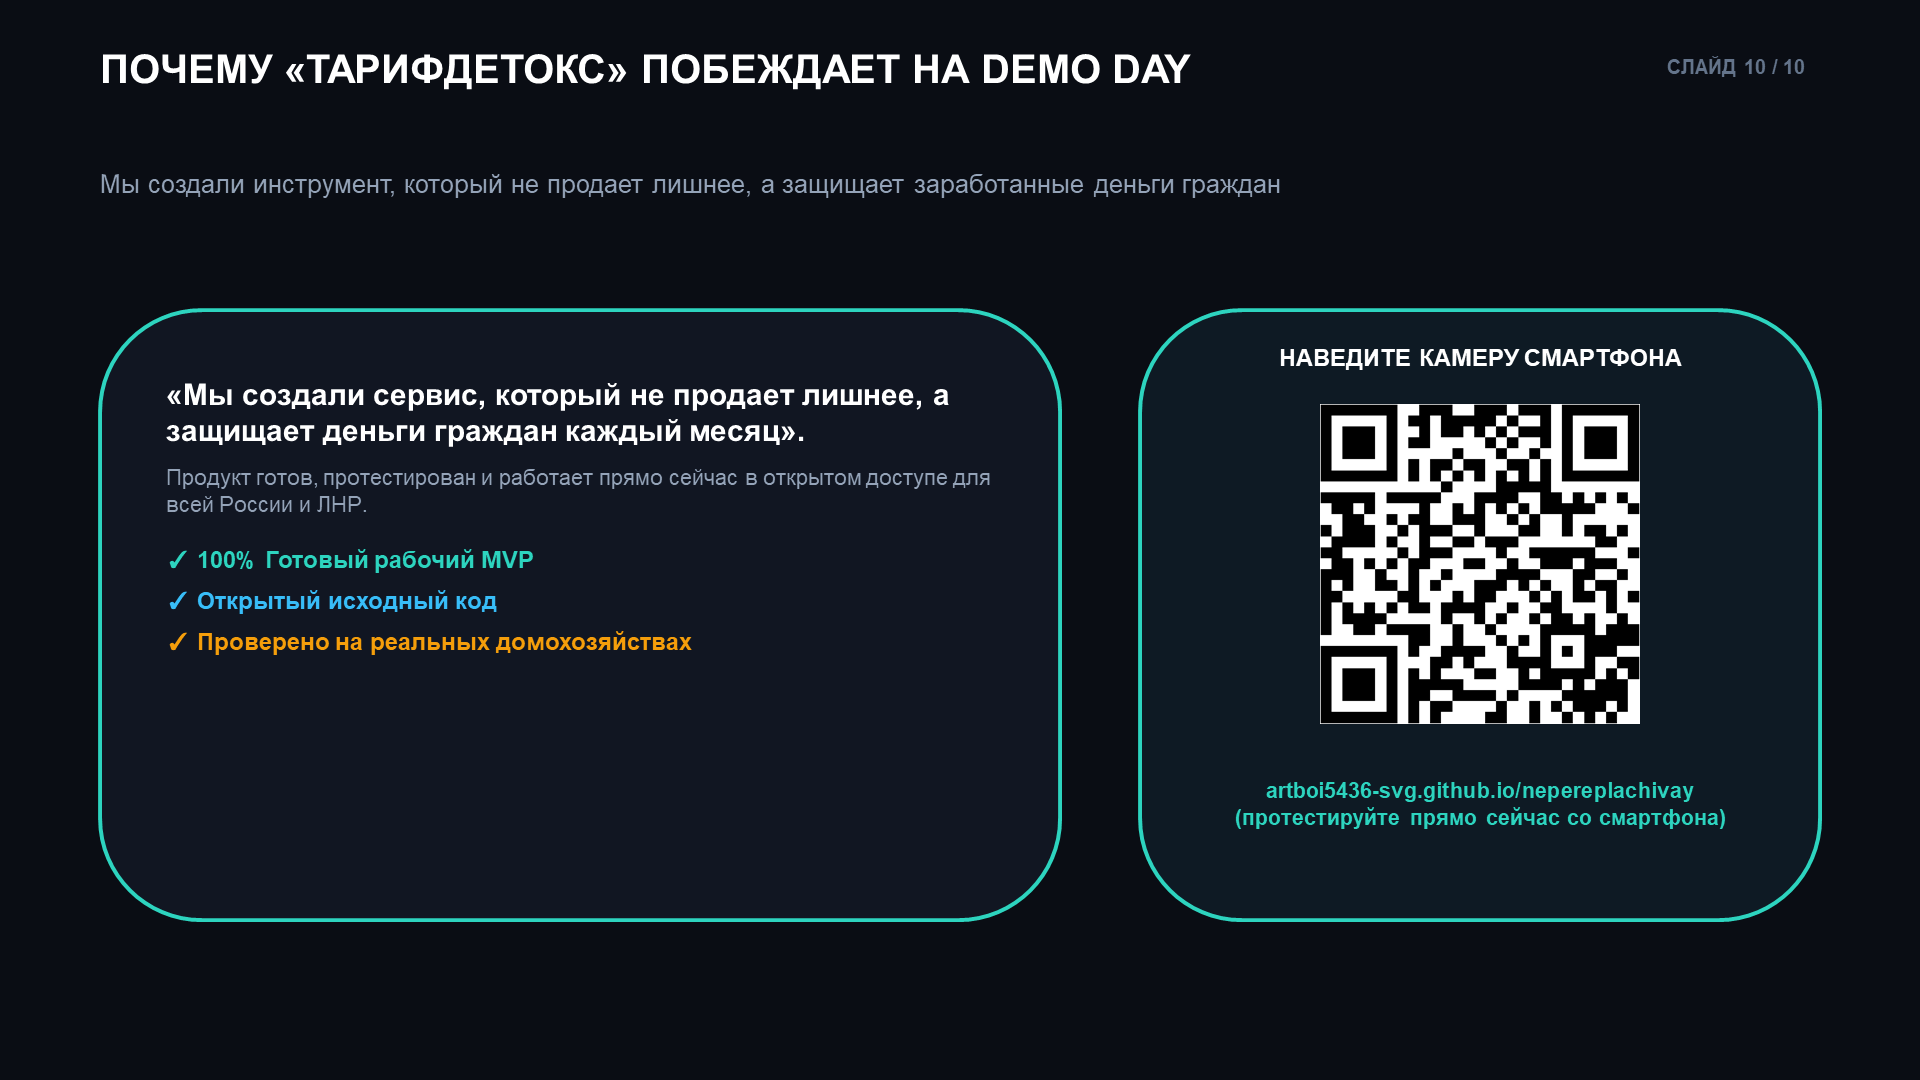 ПОЧЕМУ «ТАРИФДЕТОКС» ПОБЕЖДАЕТ НА DEMO DAY
СЛАЙД 10 / 10
Мы создали инструмент, который не продает лишнее, а защищает заработанные деньги граждан
«Мы создали сервис, который не продает лишнее, а
защищает деньги граждан каждый месяц».
Продукт готов, протестирован и работает прямо сейчас в открытом доступе для
всей России и ЛНР.
✓ 100% Готовый рабочий MVP
✓ Открытый исходный код
✓ Проверено на реальных домохозяйствах
НАВЕДИТЕ КАМЕРУ СМАРТФОНА
artboi5436-svg.github.io/nepereplachivay
(протестируйте прямо сейчас со смартфона)